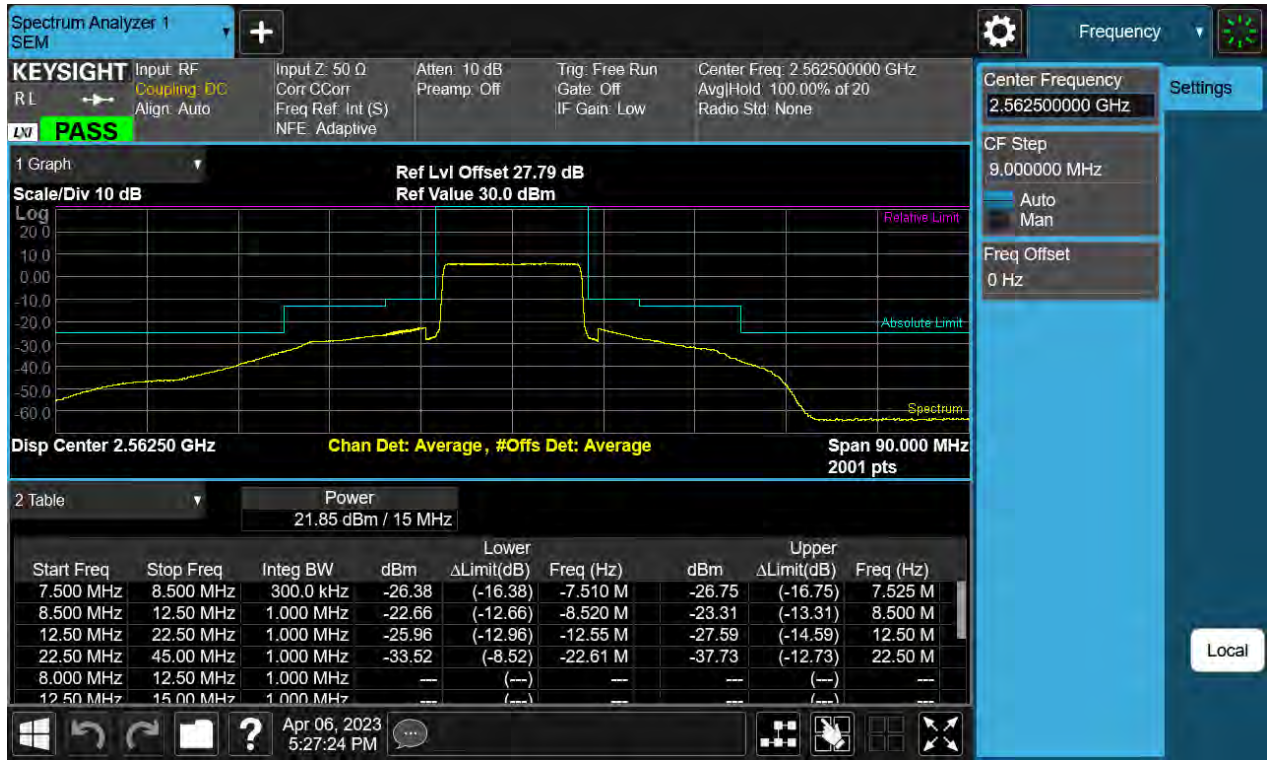 Spectrum Analyzer 1
SEM
Frequency
KEYSIGHT
RL
LXI PASS
Input: RF
Coupling: DC
Align: Auto
Input Z: 50 Ω
Corr CCorr
Freq Ref: Int (S)
NFE: Adaptive
Atten: 10 dB
Preamp: Off
Trig: Free Run
Gate: Off
IF Gain: Low
Center Freq: 2.562500000 GHz
Avg|Hold: 100.00% of 20
Radio Std: None
Center Frequency
2.562500000 GHz
Settings
CF Step
9.000000 MHz
Auto
Man
Freq Offset
0 Hz
Local
1 Graph
Scale/Div 10 dB
Ref Lvl Offset 27.79 dB
Ref Value 30.0 dBm
Log
20.0
10.0
0.00
-10.0
-20.0
-30.0
-40.0
-50.0
-60.0
Relative Limit
Absolute Limit
Spectrum
Disp Center 2.56250 GHz
Chan Det: Average , #Offs Det: Average
Span 90.000 MHz
2001 pts
2 Table
Power
21.85 dBm / 15 MHz
Lower Upper
Start Freq Stop Freq Integ BW dBm ΔLimit(dB) Freq (Hz) dBm ΔLimit(dB) Freq (Hz)
7.500 MHz 8.500 MHz 300.0 kHz -26.38 (-16.38) -7.510 M -26.75 (-16.75) 7.525 M
8.500 MHz 12.50 MHz 1.000 MHz -22.66 (-12.66) -8.520 M -23.31 (-13.31) 8.500 M
12.50 MHz 22.50 MHz 1.000 MHz -25.96 (-12.96) -12.55 M -27.59 (-14.59) 12.50 M
22.50 MHz 45.00 MHz 1.000 MHz -33.52 (-8.52) -22.61 M -37.73 (-12.73) 22.50 M
8.000 MHz 12.50 MHz 1.000 MHz --- (---) --- --- (---) ---
12.50 MHz 15.00 MHz 1.000 MHz --- (---) --- --- (---) ---
Apr 06, 2023
5:27:24 PM